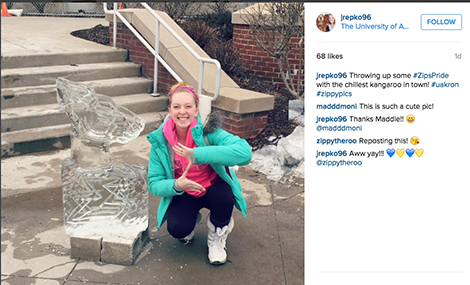 jrepko96
The University of A...
FOLLOW
68 likes
1d
jrepko96 Throwing up some #ZipsPride
with the chillest kangaroo in town! #uakron
#zippypics
madddmoni This is such a cute pic!
jrepko96 Thanks Maddie!! 😀
@madddmoni
zippytheroo Reposting this! 😘
jrepko96 Aww yay!!! 💙💛💙💛
@zippytheroo